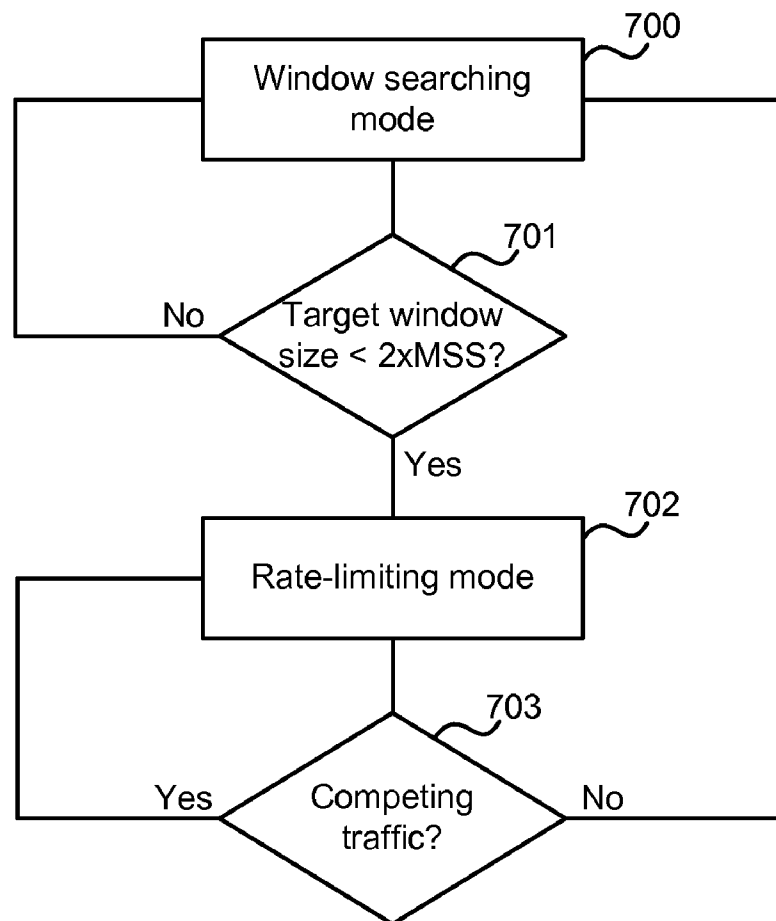 700
Window searching
mode
701
No
Target window
size < 2xMSS?
Yes
702
Rate-limiting mode
703
Yes
Competing
traffic?
No